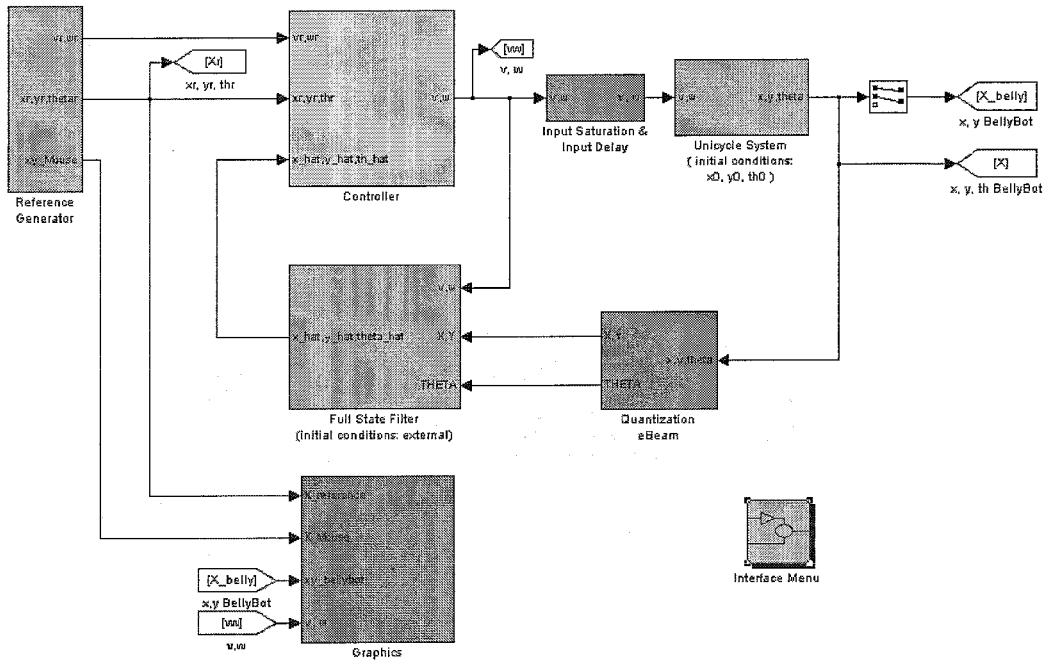 vr,wr
xr,yr,thetar
xy_Mouse
Reference
Generator
[Xr]
xr, yr, thr
vr,wr
xr,yr,thr
x_hat,y_hat,th_hat
v,w
Controller
[vw]
v, w
v,w
v, w
Input Saturation &
Input Delay
v,w
x,y,theta
Unicycle System
( initial conditions:
x0, y0, th0 )
[X_belly]
x, y BellyBot
[X]
x, y, th BellyBot
v,w
x_hat,y_hat,theta_hat
X,Y
THETA
Full State Filter
(initial conditions: external)
X,Y
x,y,theta
THETA
Quantization
eBeam
X_reference
X_Mouse
xy_bellybot
v, w
[X_belly]
x,y BellyBot
[vw]
v,w
Graphics
Interface Menu